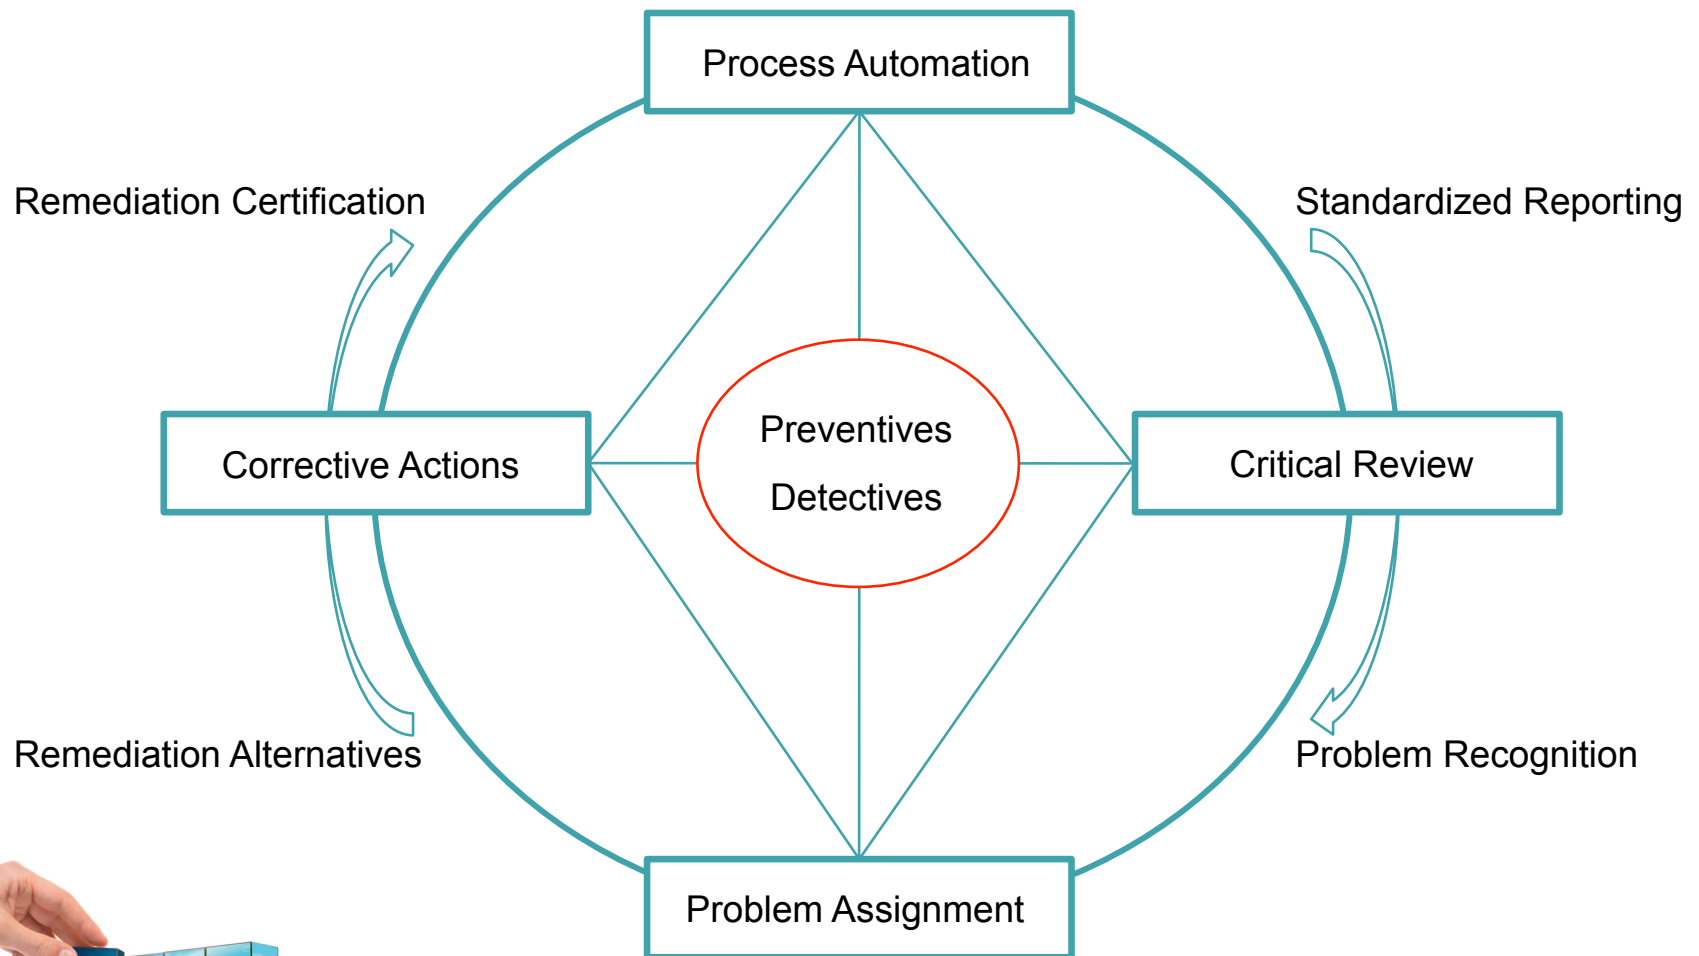 Process Automation
Remediation Certification
Standardized Reporting
Preventives
Detectives
Corrective Actions
Critical Review
Remediation Alternatives
Problem Recognition
Problem Assignment